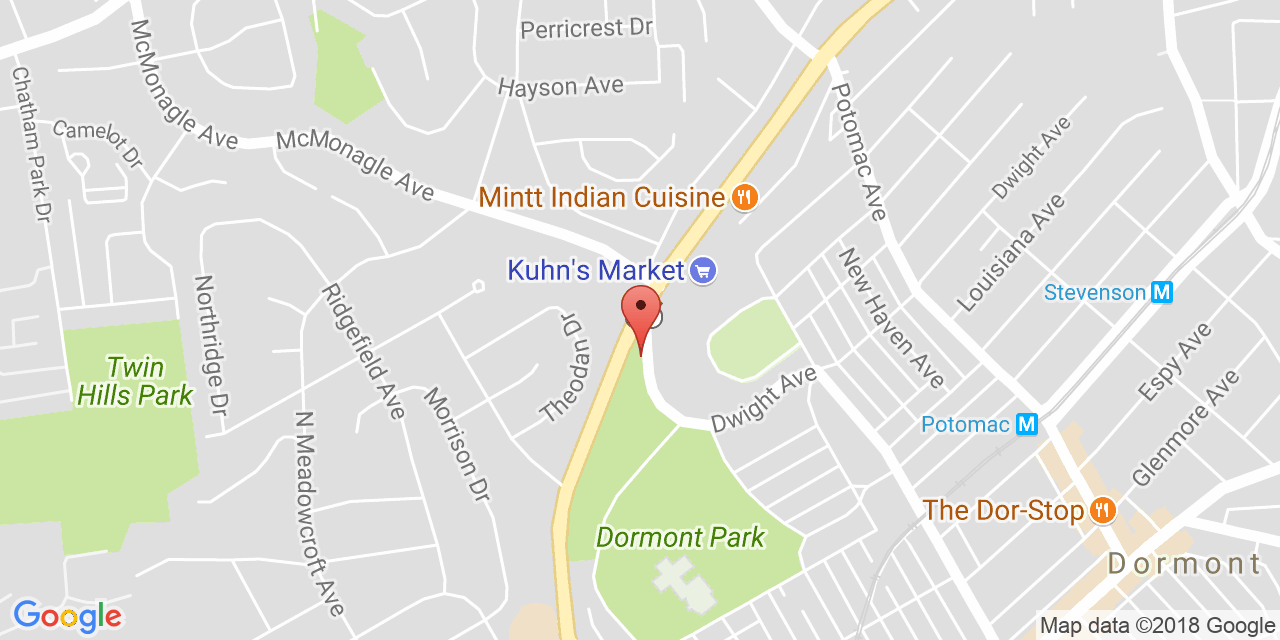 Perricrest Dr
Hayson Ave
McMonagle Ave
McMonagle Ave
Chatham Park Dr
Camelot Dr
Potomac Ave
Dwight Ave
Mintt Indian Cuisine
Louisiana Ave
Kuhn's Market
Stevenson M
New Haven Ave
Northridge Dr
Ridgefield Ave
Theodan Dr
Espy Ave
Twin
Hills Park
Dwight Ave
Morrison Dr
N Meadowcroft Ave
Potomac M
Glenmore Ave
The Dor-Stop
Dormont Park
Dormont
Google
Map data ©2018 Google